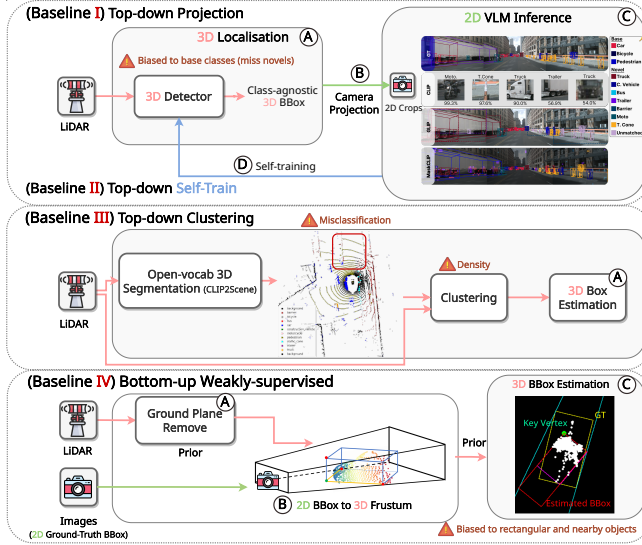 (Baseline I) Top-down Projection
3D Localisation
A
Biased to base classes (miss novels)
LiDAR
3D Detector
Class-agnostic
3D BBox
B
Camera
Projection
D Self-training
(Baseline II) Top-down Self-Train
2D VLM Inference
C
2D Crops
GT
CLIP
Moto.
T.Cone
Truck
Trailer
Truck
99.3%
97.6%
90.0%
56.9%
54.0%
GLIP
MaskCLIP
Base
Car
Bicycle
Pedestrian
Novel
Truck
C. Vehicle
Bus
Trailer
Barrier
Moto
T. Cone
Unmatched
(Baseline III) Top-down Clustering
Misclassification
LiDAR
Open-vocab 3D
Segmentation (CLIP2Scene)
Density
Clustering
A
3D Box
Estimation
(Baseline IV) Bottom-up Weakly-supervised
LiDAR
A
Ground Plane
Remove
Prior
Images
(2D Ground-Truth BBox)
B 2D BBox to 3D Frustum
Prior
C
3D BBox Estimation
GT
Key Vertex
Estimated BBox
Biased to rectangular and nearby objects